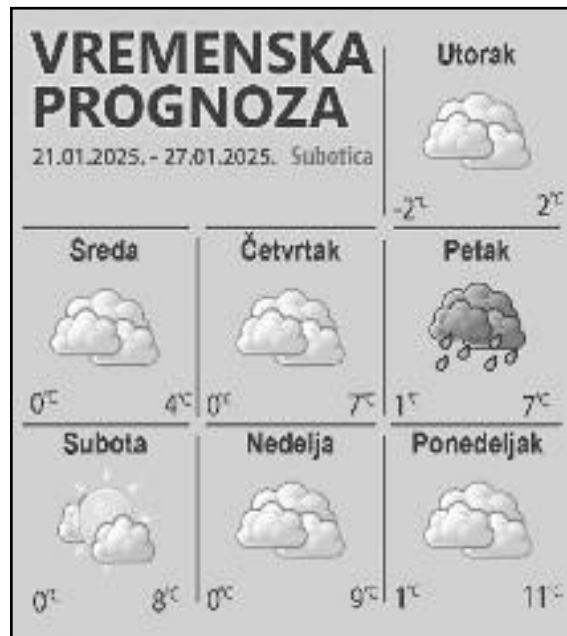 VREMENSKA
PROGNOZA
21.01.2025. - 27.01.2025. Subotica
Utorak
-2°C 2°C
Sreda
0°C 4°C
Četvrtak
0°C 7°C
Petak
1°C 7°C
Subota
0°C 8°C
Nedelja
0°C 9°C
Ponedeljak
1°C 11°C